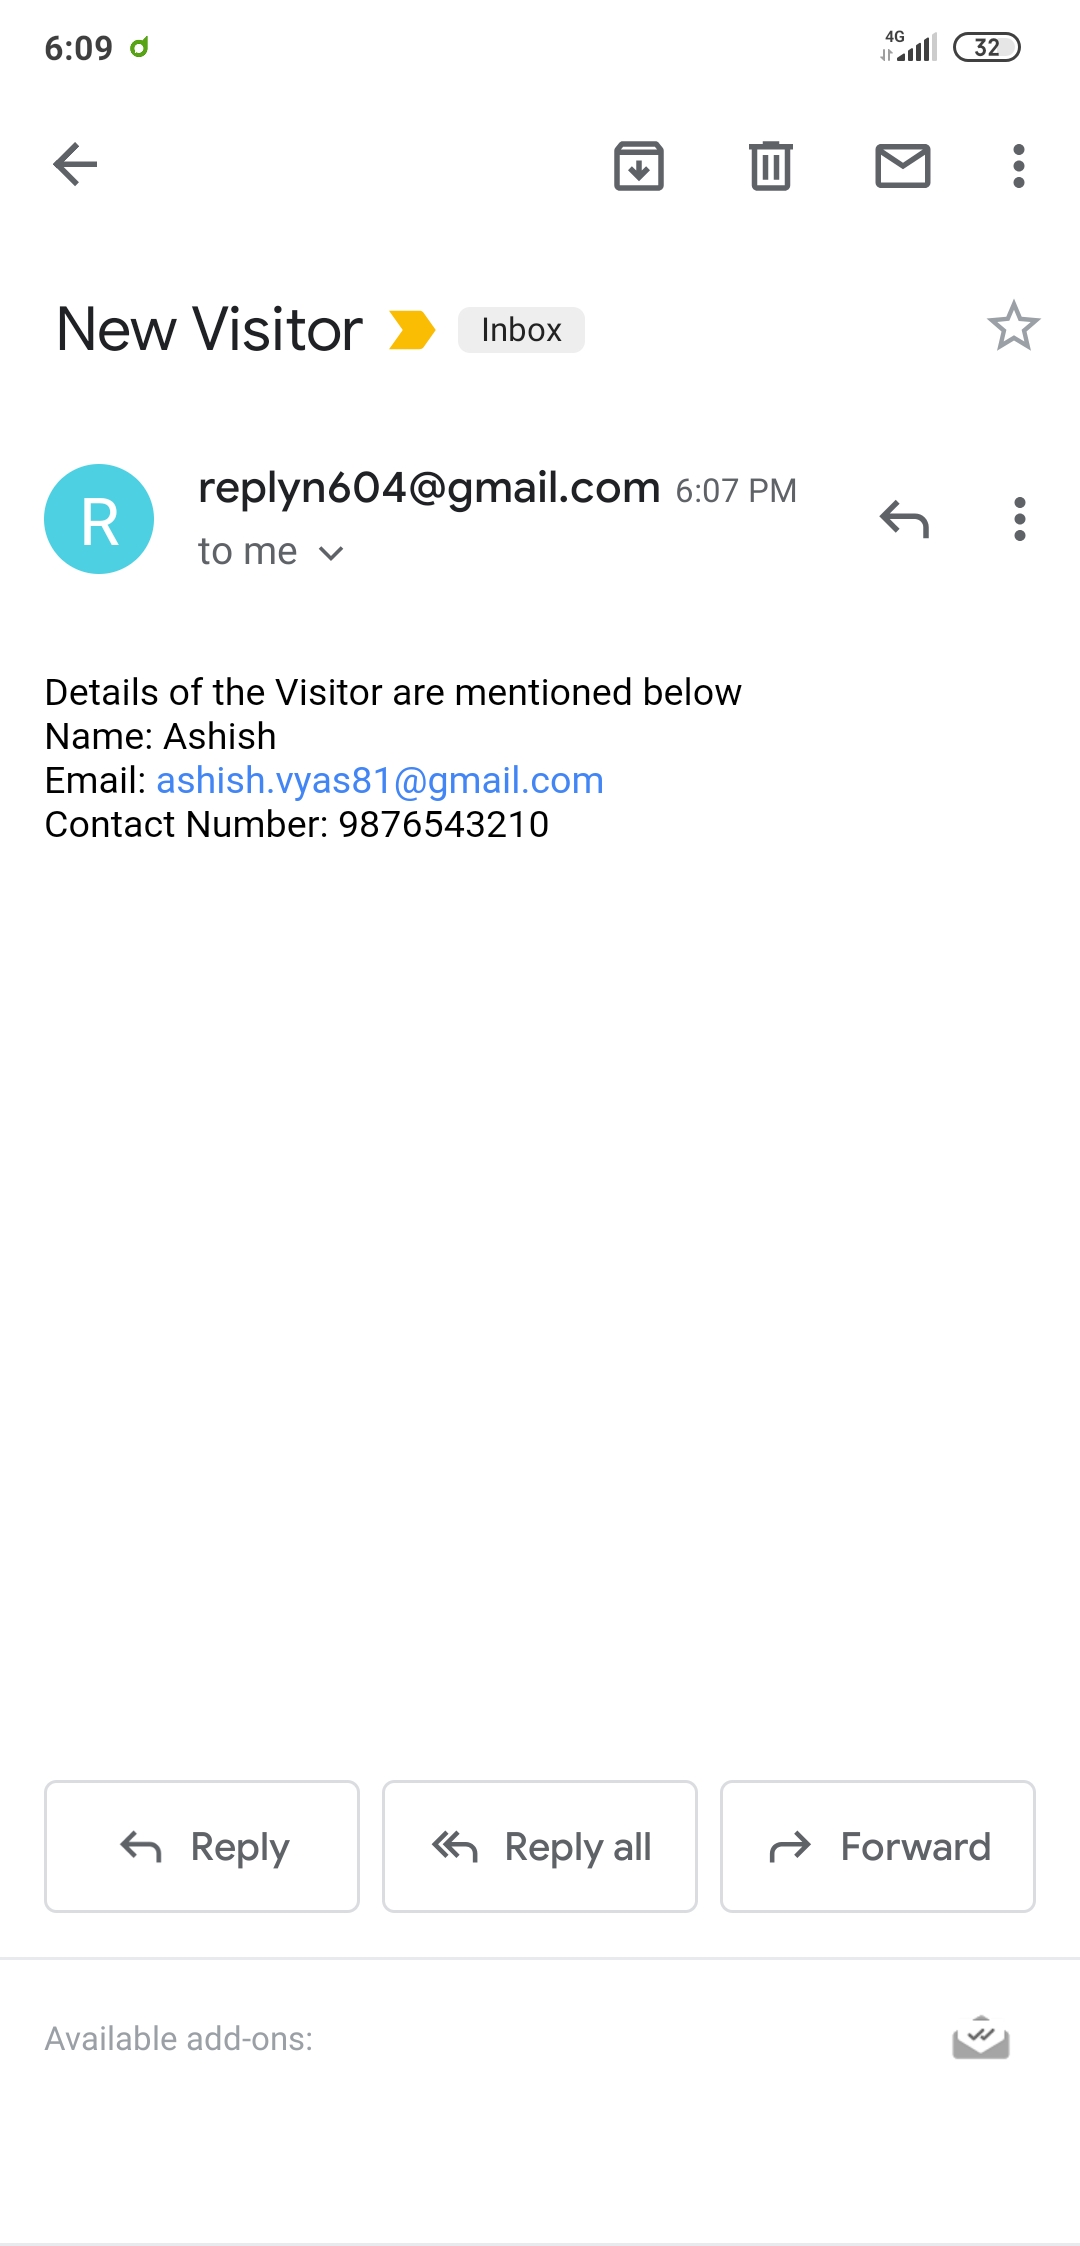 6:09
4G
32
New Visitor
Inbox
R
replyn604@gmail.com 6:07 PM
to me
Details of the Visitor are mentioned below
Name: Ashish
Email: ashish.vyas81@gmail.com
Contact Number: 9876543210
Reply
Reply all
Forward
Available add-ons: